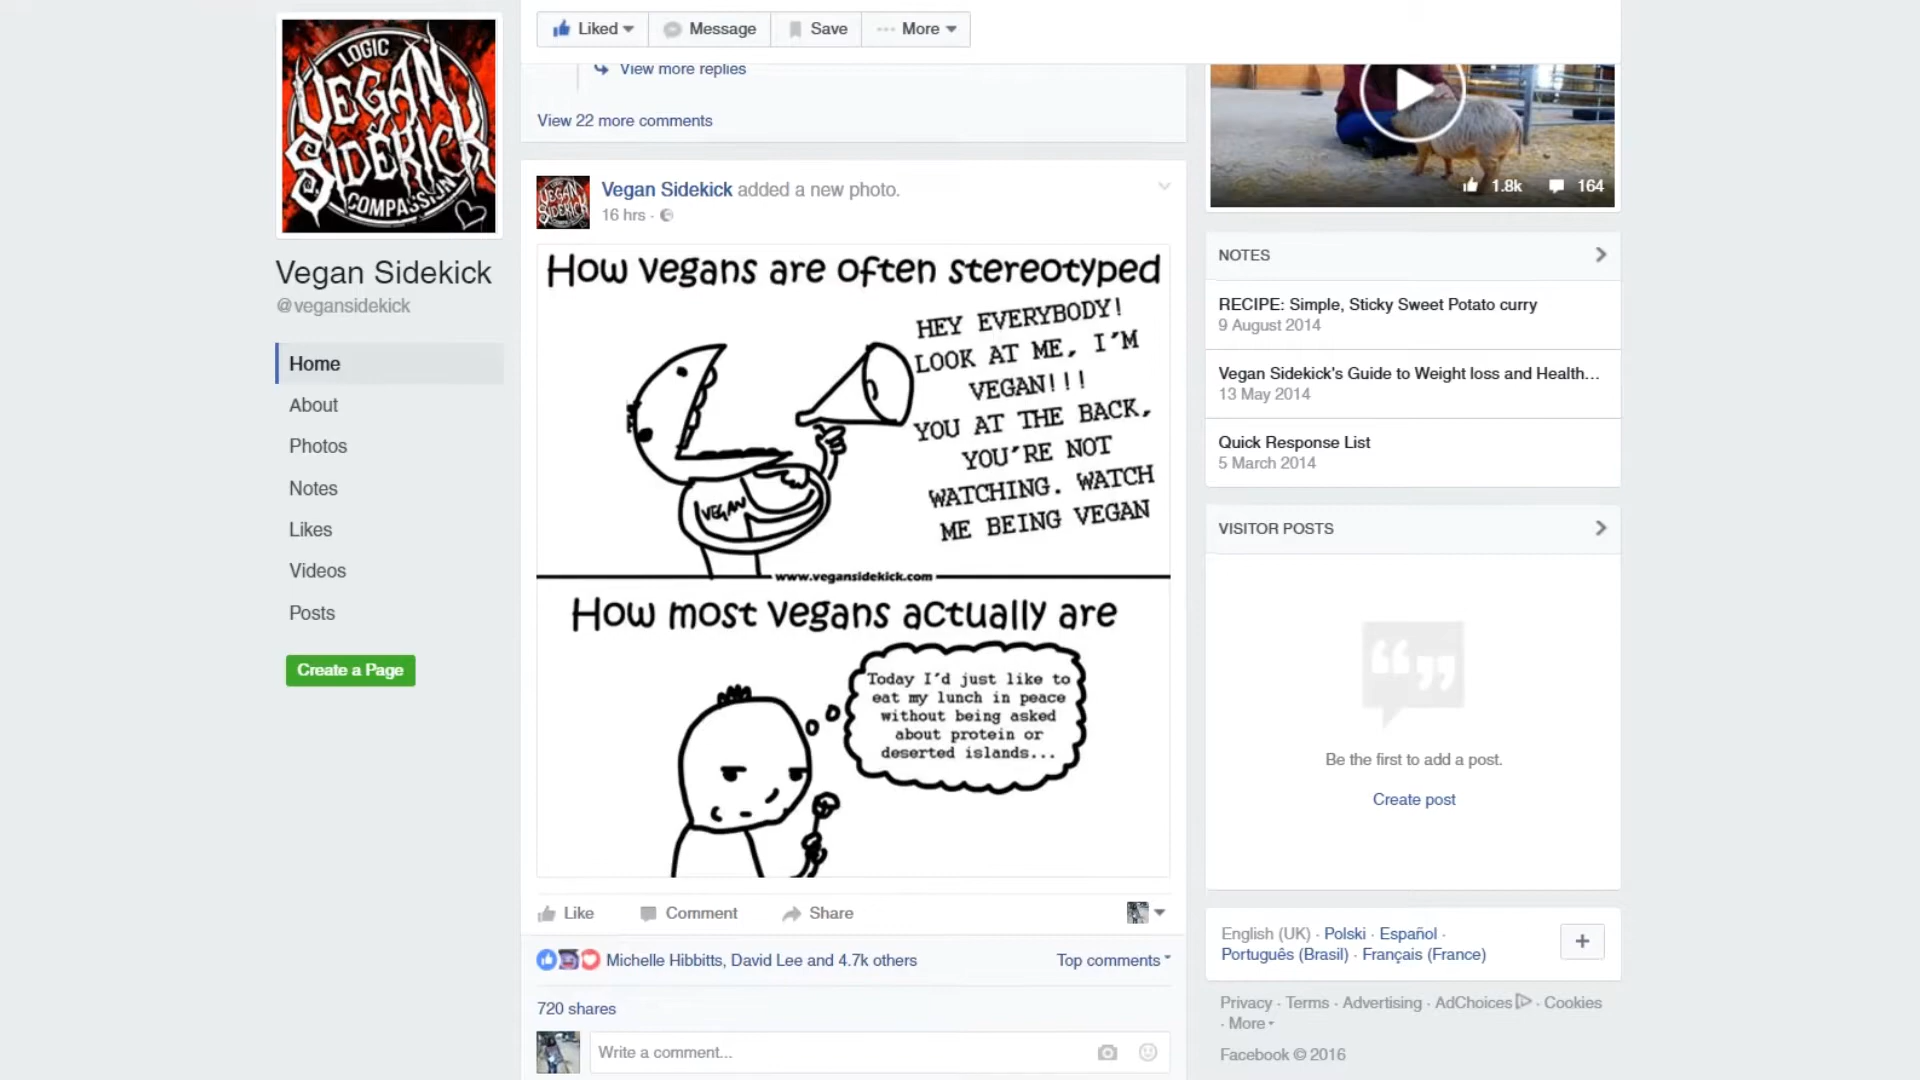 LOGIC
VEGAN
SIDEKICK
COMPASSION
Vegan Sidekick
@vegansidekick
Home
About
Photos
Notes
Likes
Videos
Posts
Create a Page
Liked
Message
Save
More
View more replies
View 22 more comments
VEGAN
SIDEKICK
Vegan Sidekick added a new photo.
16 hrs ·
How vegans are often stereotyped
HEY EVERYBODY!
LOOK AT ME, I'M
VEGAN!!!
YOU AT THE BACK,
YOU'RE NOT
WATCHING. WATCH
ME BEING VEGAN
VEGAN
www.vegansidekick.com
How most vegans actually are
Today I'd just like to
eat my lunch in peace
without being asked
about protein or
deserted islands...
Like
Comment
Share
Michelle Hibbitts, David Lee and 4.7k others
Top comments
720 shares
Write a comment...
1.8k
164
NOTES
RECIPE: Simple, Sticky Sweet Potato curry
9 August 2014
Vegan Sidekick's Guide to Weight loss and Health...
13 May 2014
Quick Response List
5 March 2014
VISITOR POSTS
Be the first to add a post.
Create post
English (UK) · Polski · Español ·
Português (Brasil) · Français (France)
Privacy · Terms · Advertising · AdChoices · Cookies
· More
Facebook © 2016